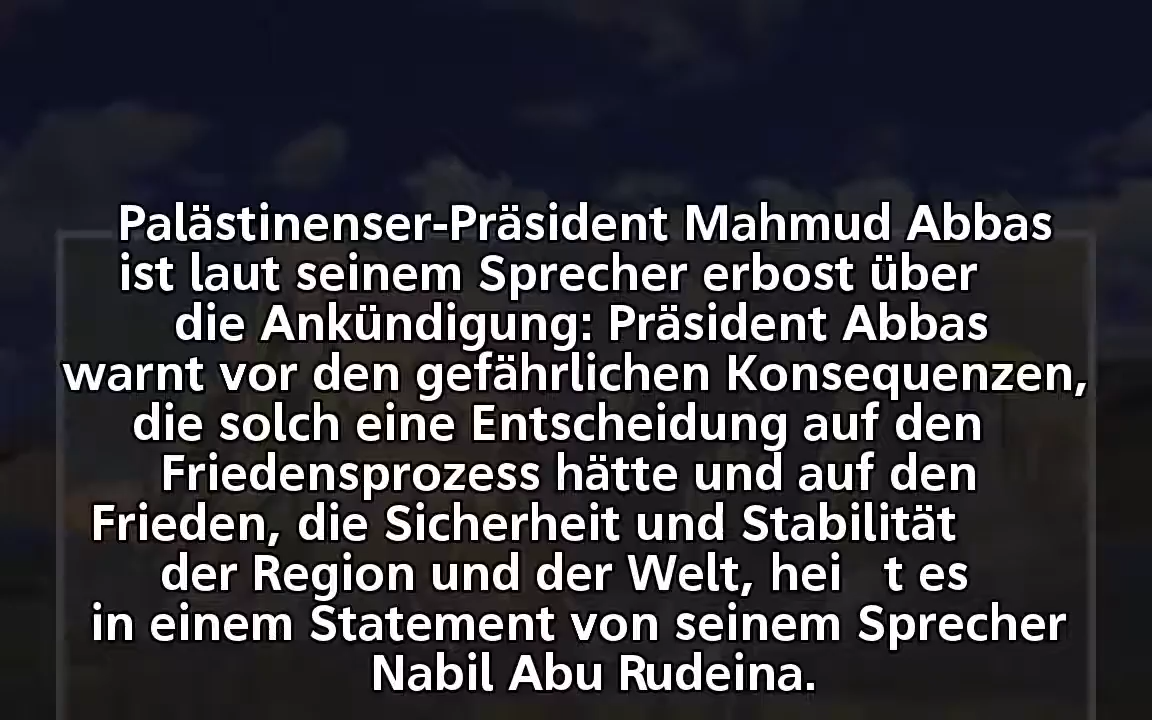 Palästinenser-Präsident Mahmud Abbas
ist laut seinem Sprecher erbost über
die Ankündigung: Präsident Abbas
warnt vor den gefährlichen Konsequenzen,
die solch eine Entscheidung auf den
Friedensprozess hätte und auf den
Frieden, die Sicherheit und Stabilität
der Region und der Welt, hei t es
in einem Statement von seinem Sprecher
Nabil Abu Rudeina.